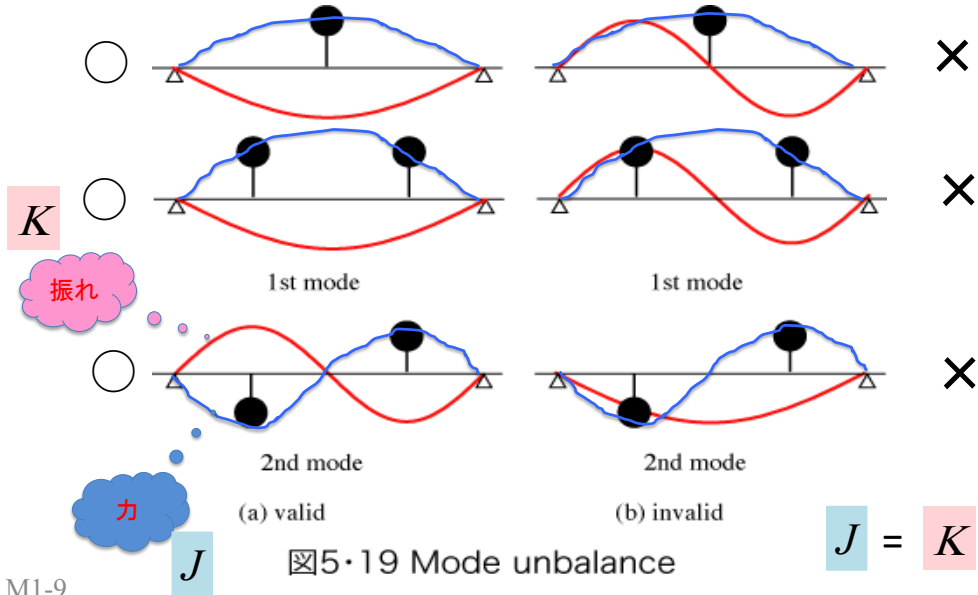 K
振れ
1st mode
1st mode
2nd mode
2nd mode
力
(a) valid
(b) invalid
J
図5・19 Mode unbalance
J = K
M1-9